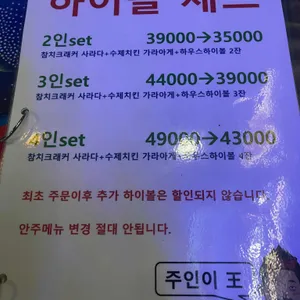 하이볼 세트
2인set 39000→35000
참치크래커 사라다+수제치킨 가라아게+하우스하이볼 2잔
3인set 44000→39000
참치크래커 사라다+수제치킨 가라아게+하우스하이볼 3잔
4인set 49000→43000
참치크래커 사라다+수제치킨 가라아게+하우스하이볼 4잔
최초 주문이후 추가 하이볼은 할인되지 않습니다.
안주메뉴 변경 절대 안됩니다.
주인이 王